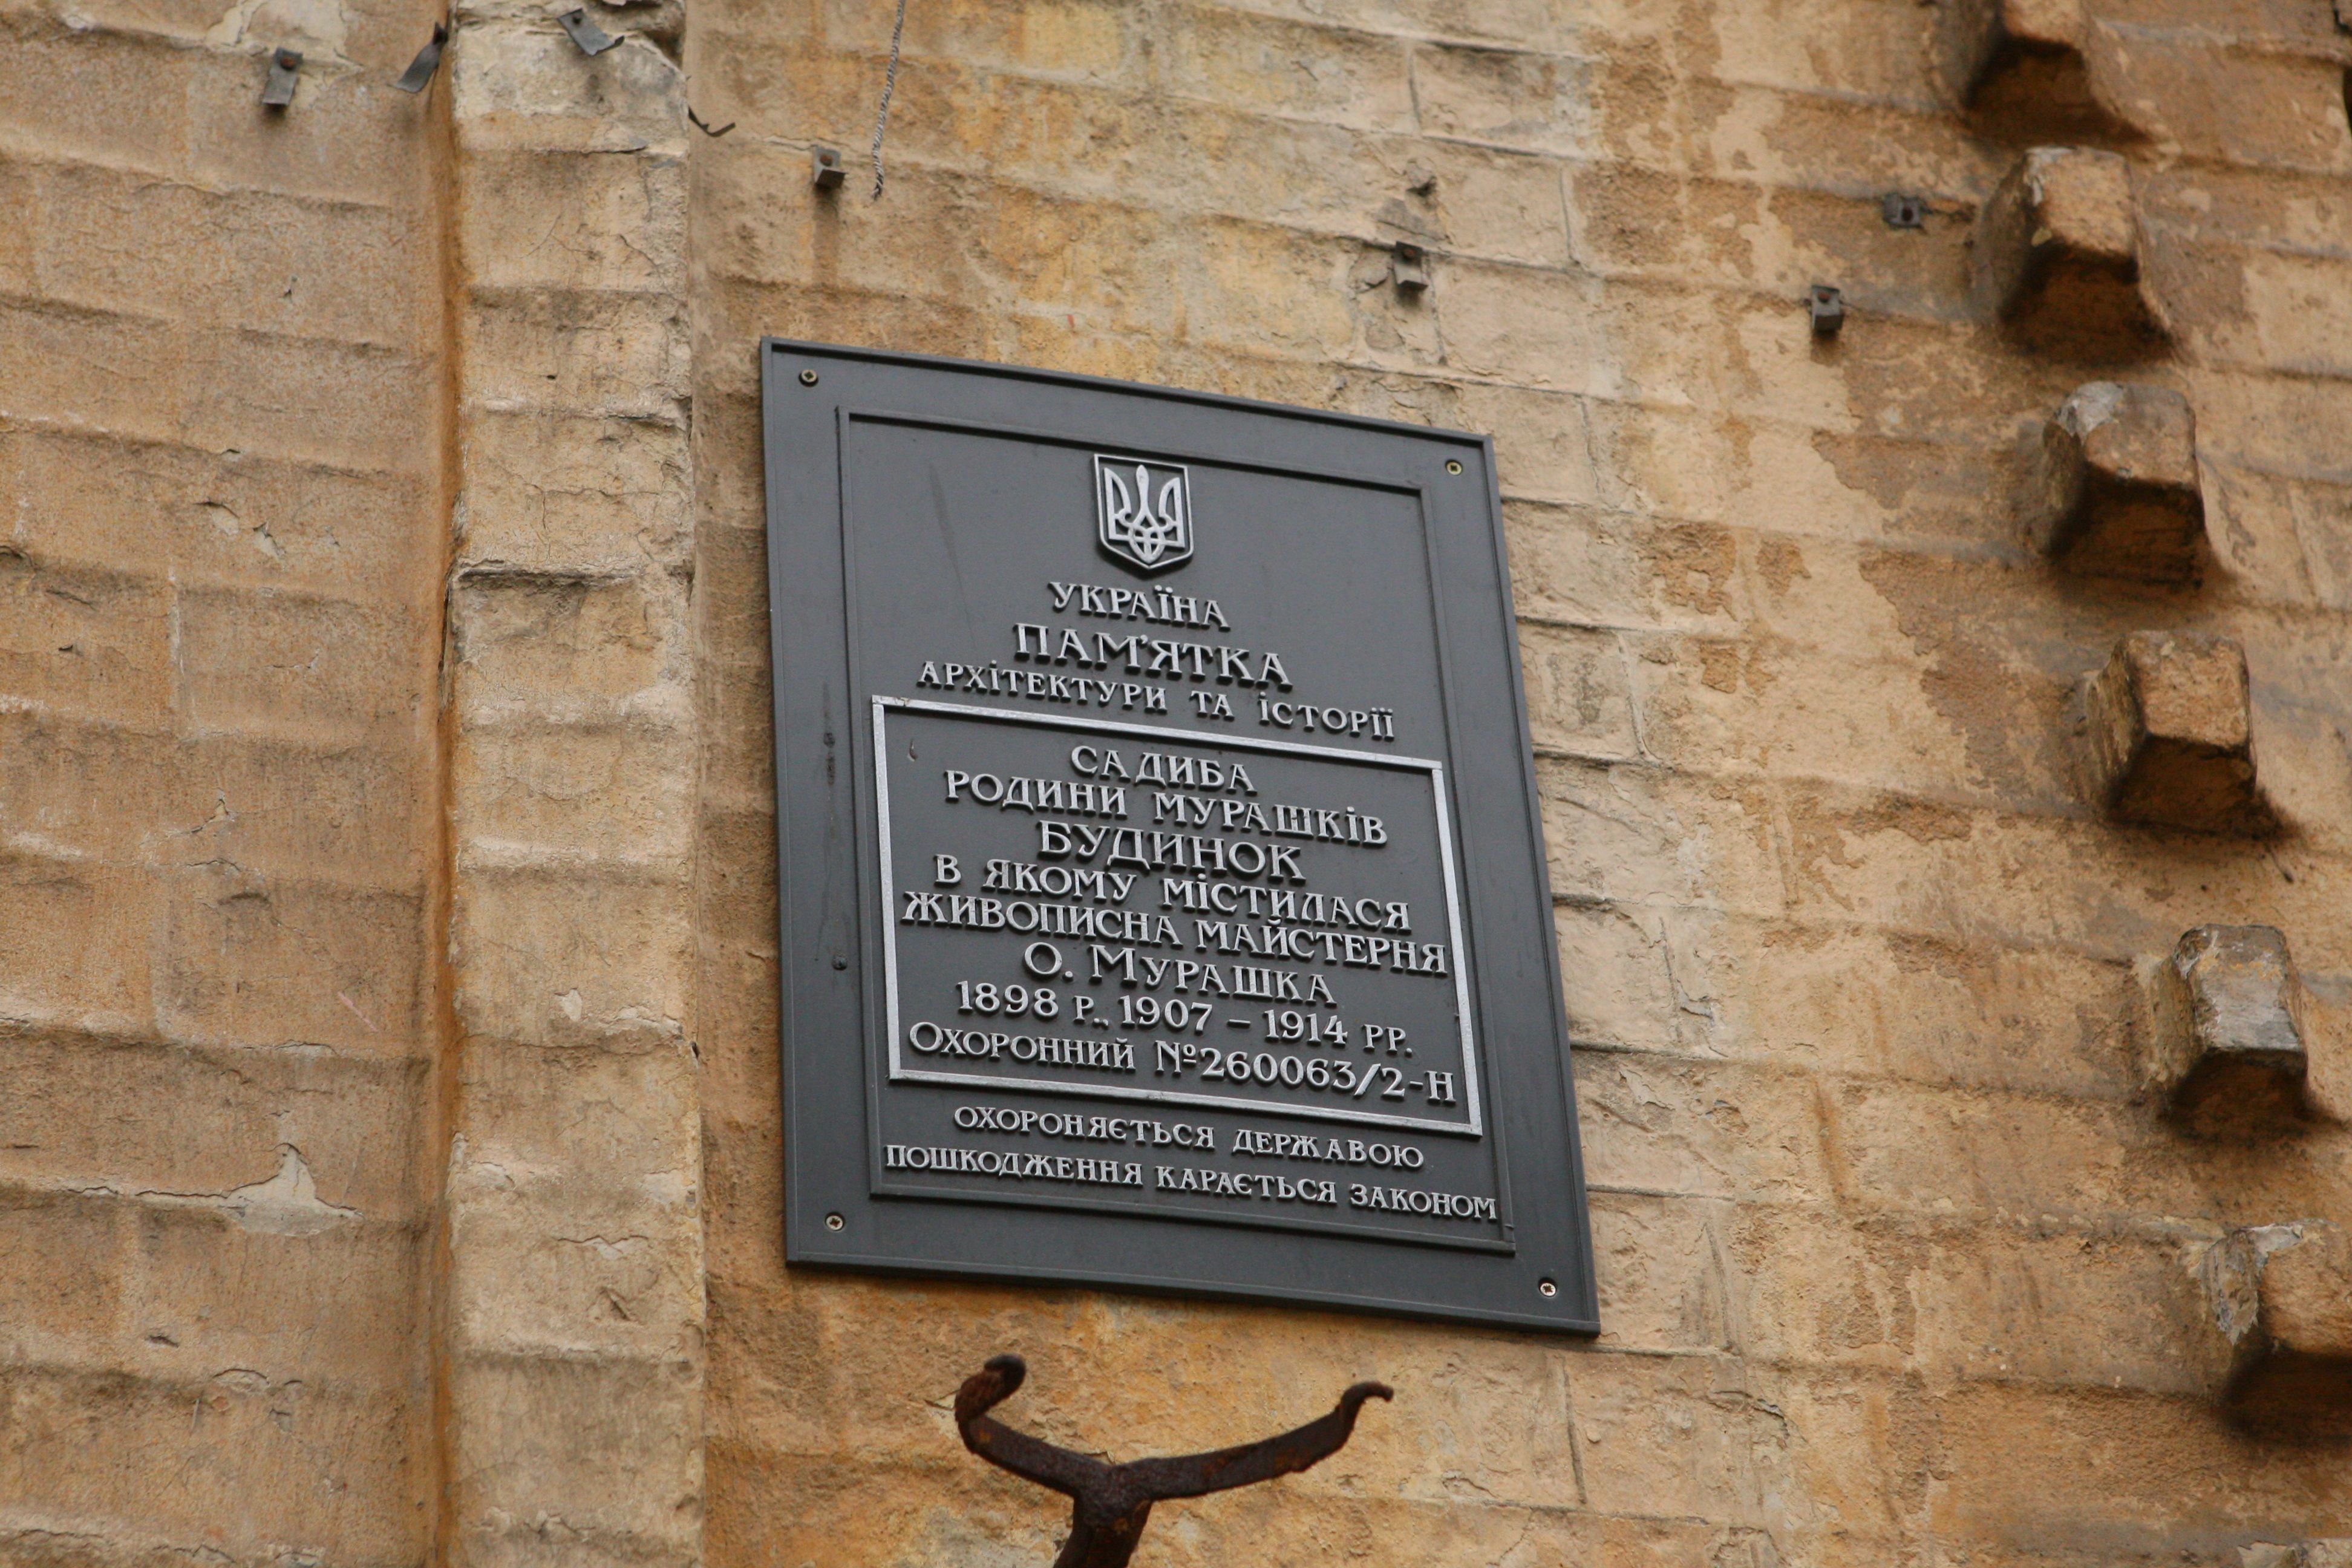 УКРАЇНА
ПАМ'ЯТКА
АРХІТЕКТУРИ ТА ІСТОРІЇ
САДИБА
РОДИНИ МУРАШКІВ
БУДИНОК
В ЯКОМУ МІСТИЛАСЯ
ЖИВОПИСНА МАЙСТЕРНЯ
О. МУРАШКА
1898 Р., 1907 – 1914 РР.
ОХОРОННИЙ №260063/2-Н
ОХОРОНЯЄТЬСЯ ДЕРЖАВОЮ
ПОШКОДЖЕННЯ КАРАЄТЬСЯ ЗАКОНОМ